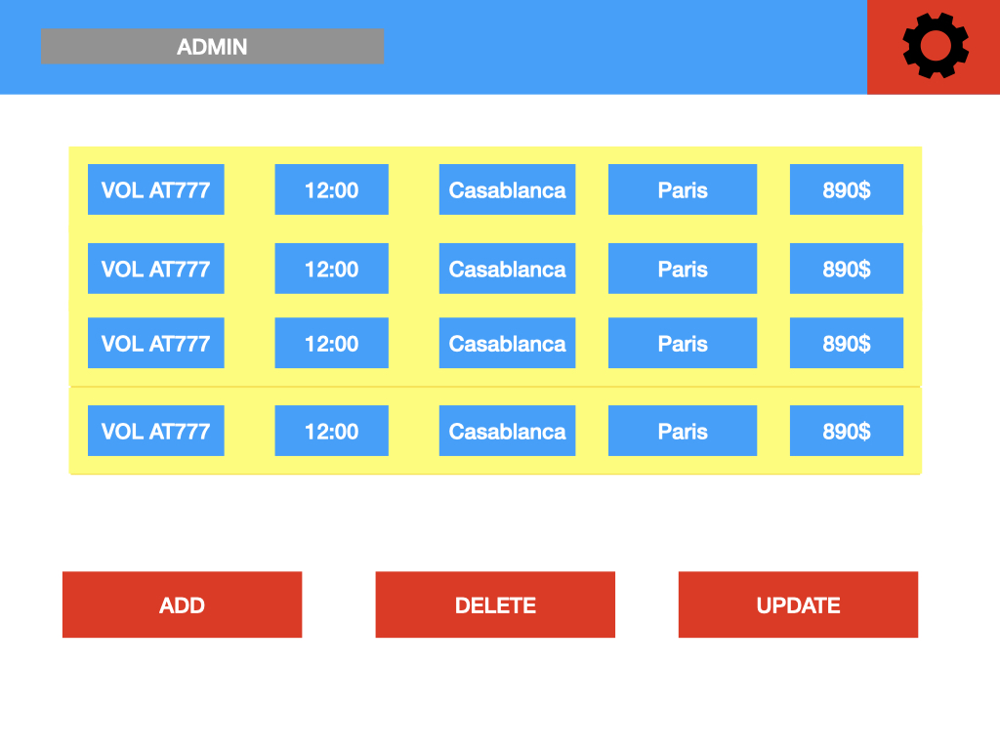 ADMIN
VOL AT777 12:00 Casablanca Paris 890$
VOL AT777 12:00 Casablanca Paris 890$
VOL AT777 12:00 Casablanca Paris 890$
VOL AT777 12:00 Casablanca Paris 890$
ADD DELETE UPDATE